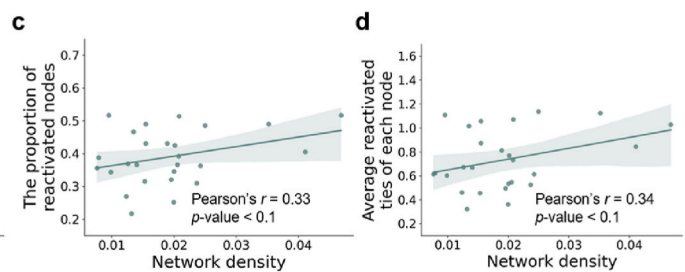 c
The proportion of
reactivated nodes
0.7
0.6
0.5
0.4
0.3
0.2
Pearson's r = 0.33
p-value < 0.1
0.01 0.02 0.03 0.04
Network density
d
Average reactivated
ties of each node
1.6
1.4
1.2
1.0
0.8
0.6
0.4
0.2
Pearson's r = 0.34
p-value < 0.1
0.01 0.02 0.03 0.04
Network density